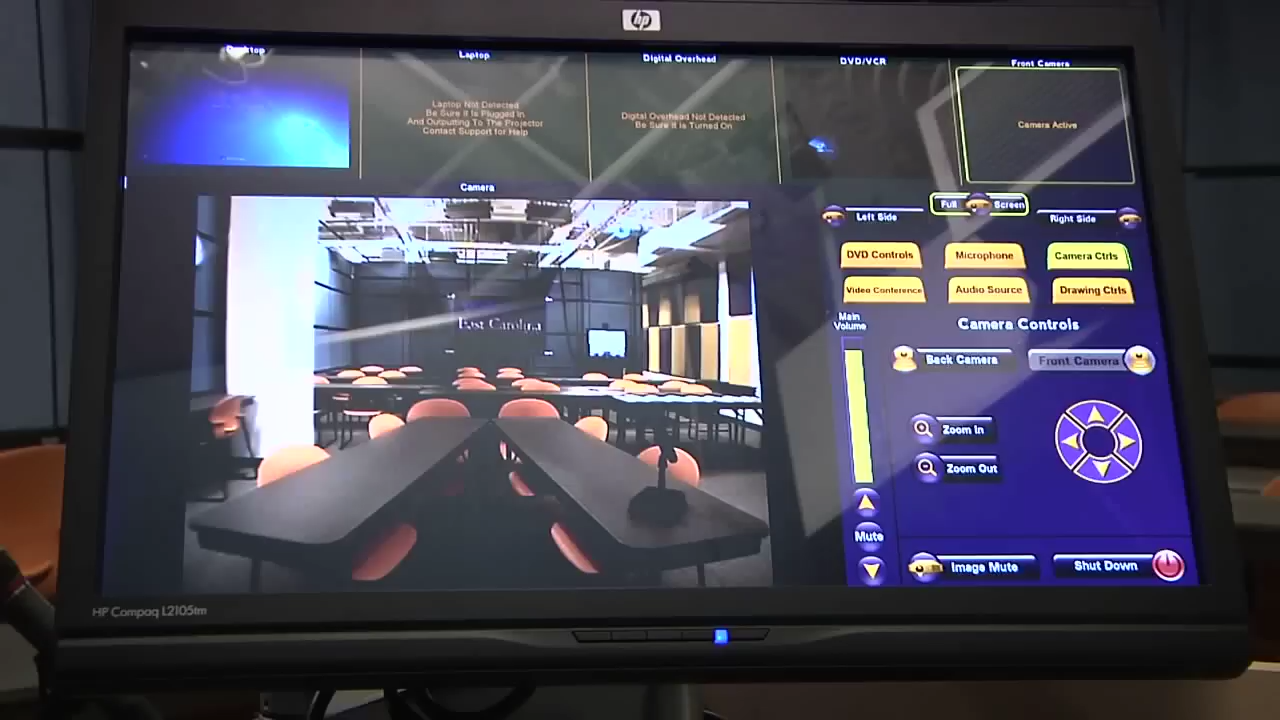 hp
Desktop
Laptop
Digital Overhead
DVD/VCR
Front Camera
Laptop Not Detected
Be Sure It Is Plugged In
And Outputting To The Projector
Contact Support for Help
Digital Overhead Not Detected
Be Sure It Is Turned On
Camera Active
Camera
Full Screen
Left Side
Right Side
DVD Controls
Microphone
Camera Ctrls
Video Conference
Audio Source
Drawing Ctrls
East Carolina
Main
Volume
Camera Controls
Back Camera
Front Camera
Zoom In
Zoom Out
Mute
Image Mute
Shut Down
HP Compaq L2105tm